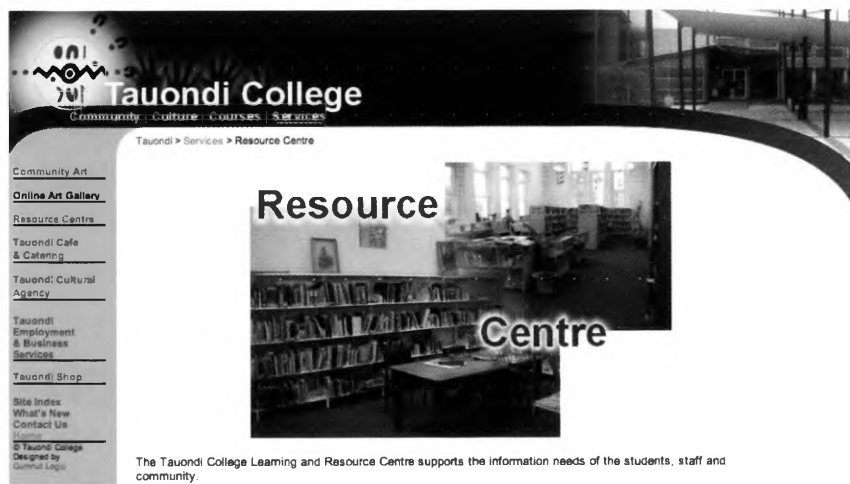 Tauondi College
Community | Culture | Courses | Services
Tauondi > Services > Resource Centre
Community Art
Online Art Gallery
Resource Centre
Tauondi Cafe
& Catering
Tauondi Cultural
Agency
Tauondi
Employment
& Business
Services
Tauondi Shop
Site Index
What's New
Contact Us
Home
© Tauondi College
Designed by
Gumnut Logic
Resource
Centre
The Tauondi College Learning and Resource Centre supports the information needs of the students, staff and
community.